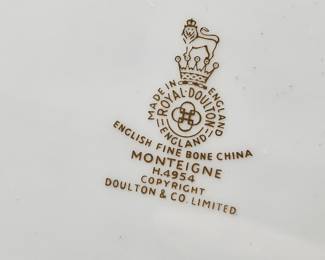 MADE IN ENGLAND
ROYAL·DOULTON
ENGLAND
ENGLISH FINE BONE CHINA
MONTEIGNE
H.4954
COPYRIGHT
DOULTON & CO. LIMITED